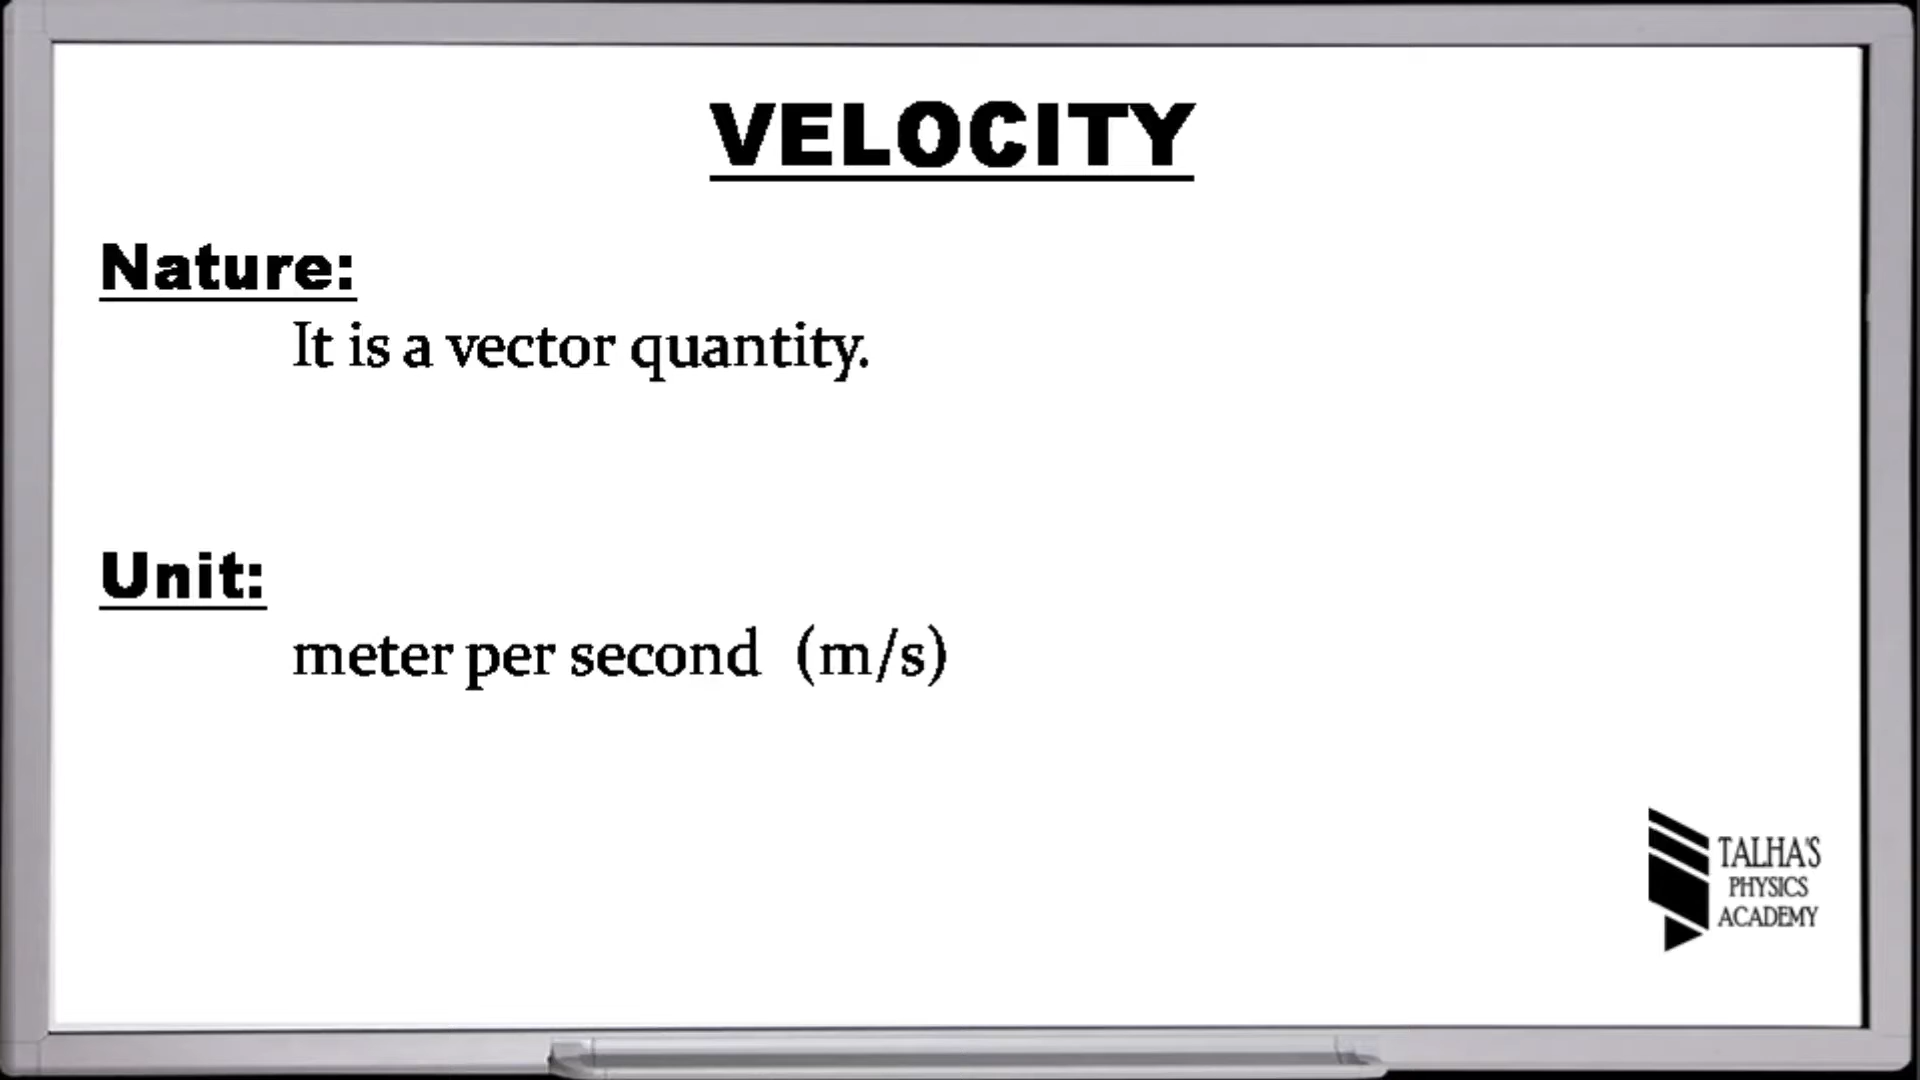 VELOCITY
Nature:
It is a vector quantity.
Unit:
meter per second (m/s)
TALHA'S
PHYSICS
ACADEMY